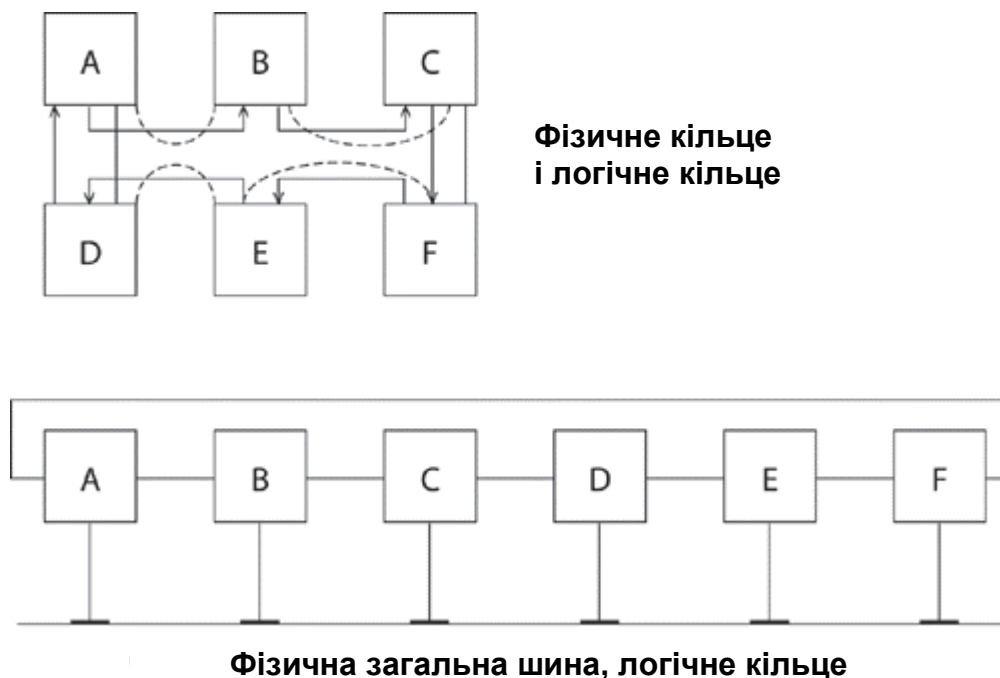 A B C
Фізичне кільце
і логічне кільце
D E F
A B C D E F
Фізична загальна шина, логічне кільце